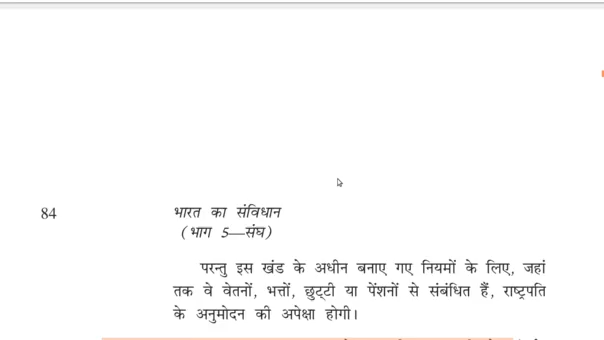 84
भारत का संविधान
(भाग 5—संघ)
परन्तु इस खंड के अधीन बनाए गए नियमों के लिए, जहां
तक वे वेतनों, भत्तों, छुट्टी या पेंशनों से संबंधित हैं, राष्ट्रपति
के अनुमोदन की अपेक्षा होगी।